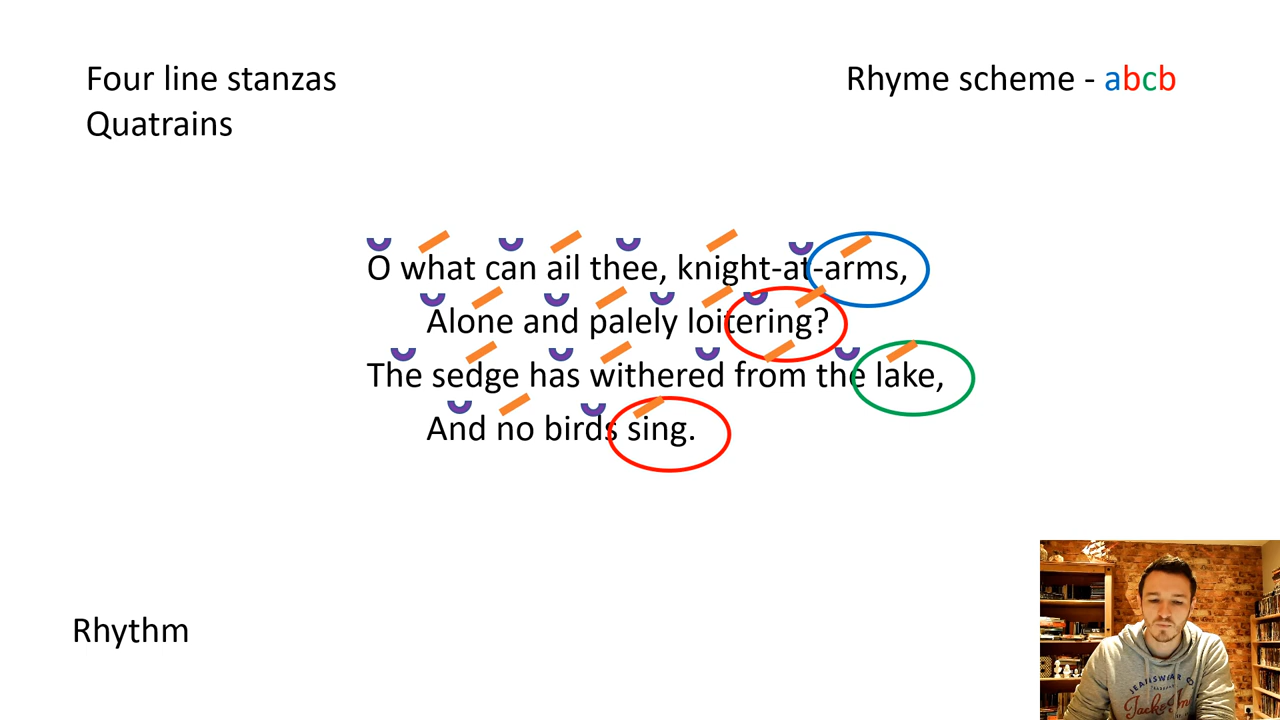 Four line stanzas
Quatrains
Rhyme scheme - abcb
O what can ail thee, knight-at-arms,
Alone and palely loitering?
The sedge has withered from the lake,
And no birds sing.
Rhythm